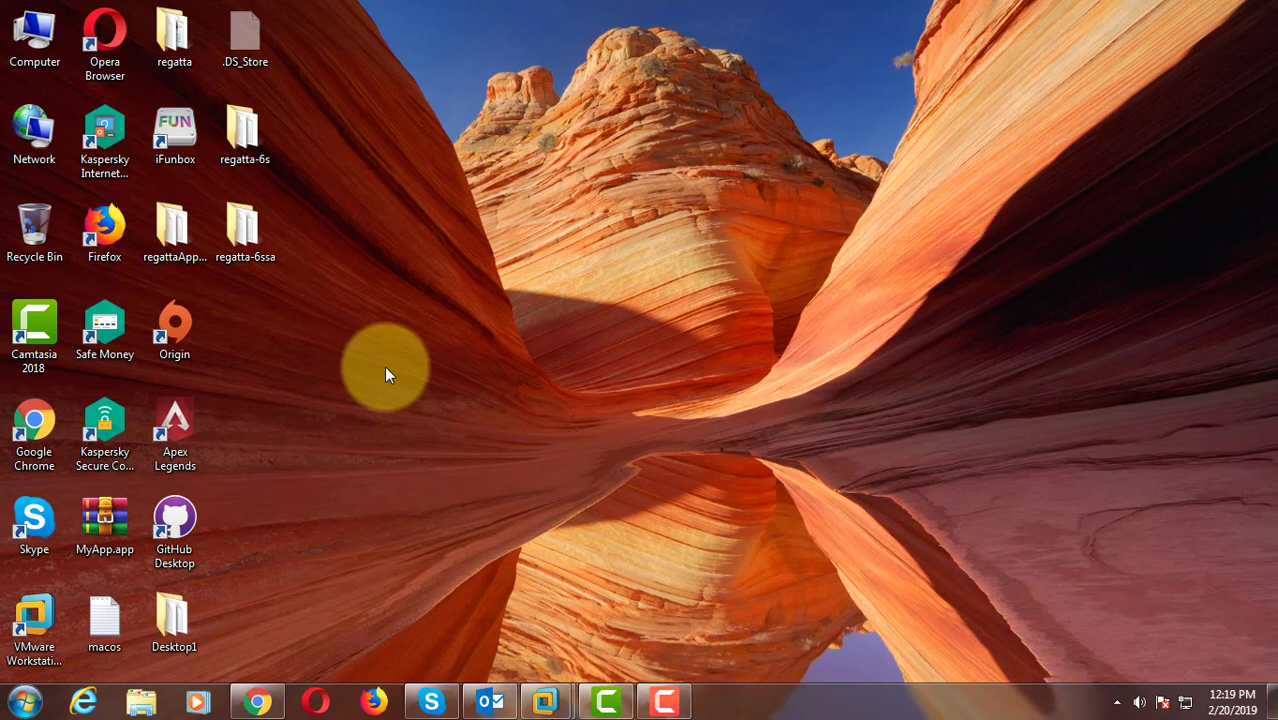 Computer
Opera
Browser
regatta
.DS_Store
Network
Kaspersky
Internet...
FUN
iFunbox
regatta-6s
Recycle Bin
Firefox
regattaApp...
regatta-6ssa
Camtasia
2018
Safe Money
Origin
Google
Chrome
Kaspersky
Secure Co...
Apex
Legends
Skype
MyApp.app
GitHub
Desktop
VMware
Workstati...
macos
Desktop1
12:19 PM
2/20/2019